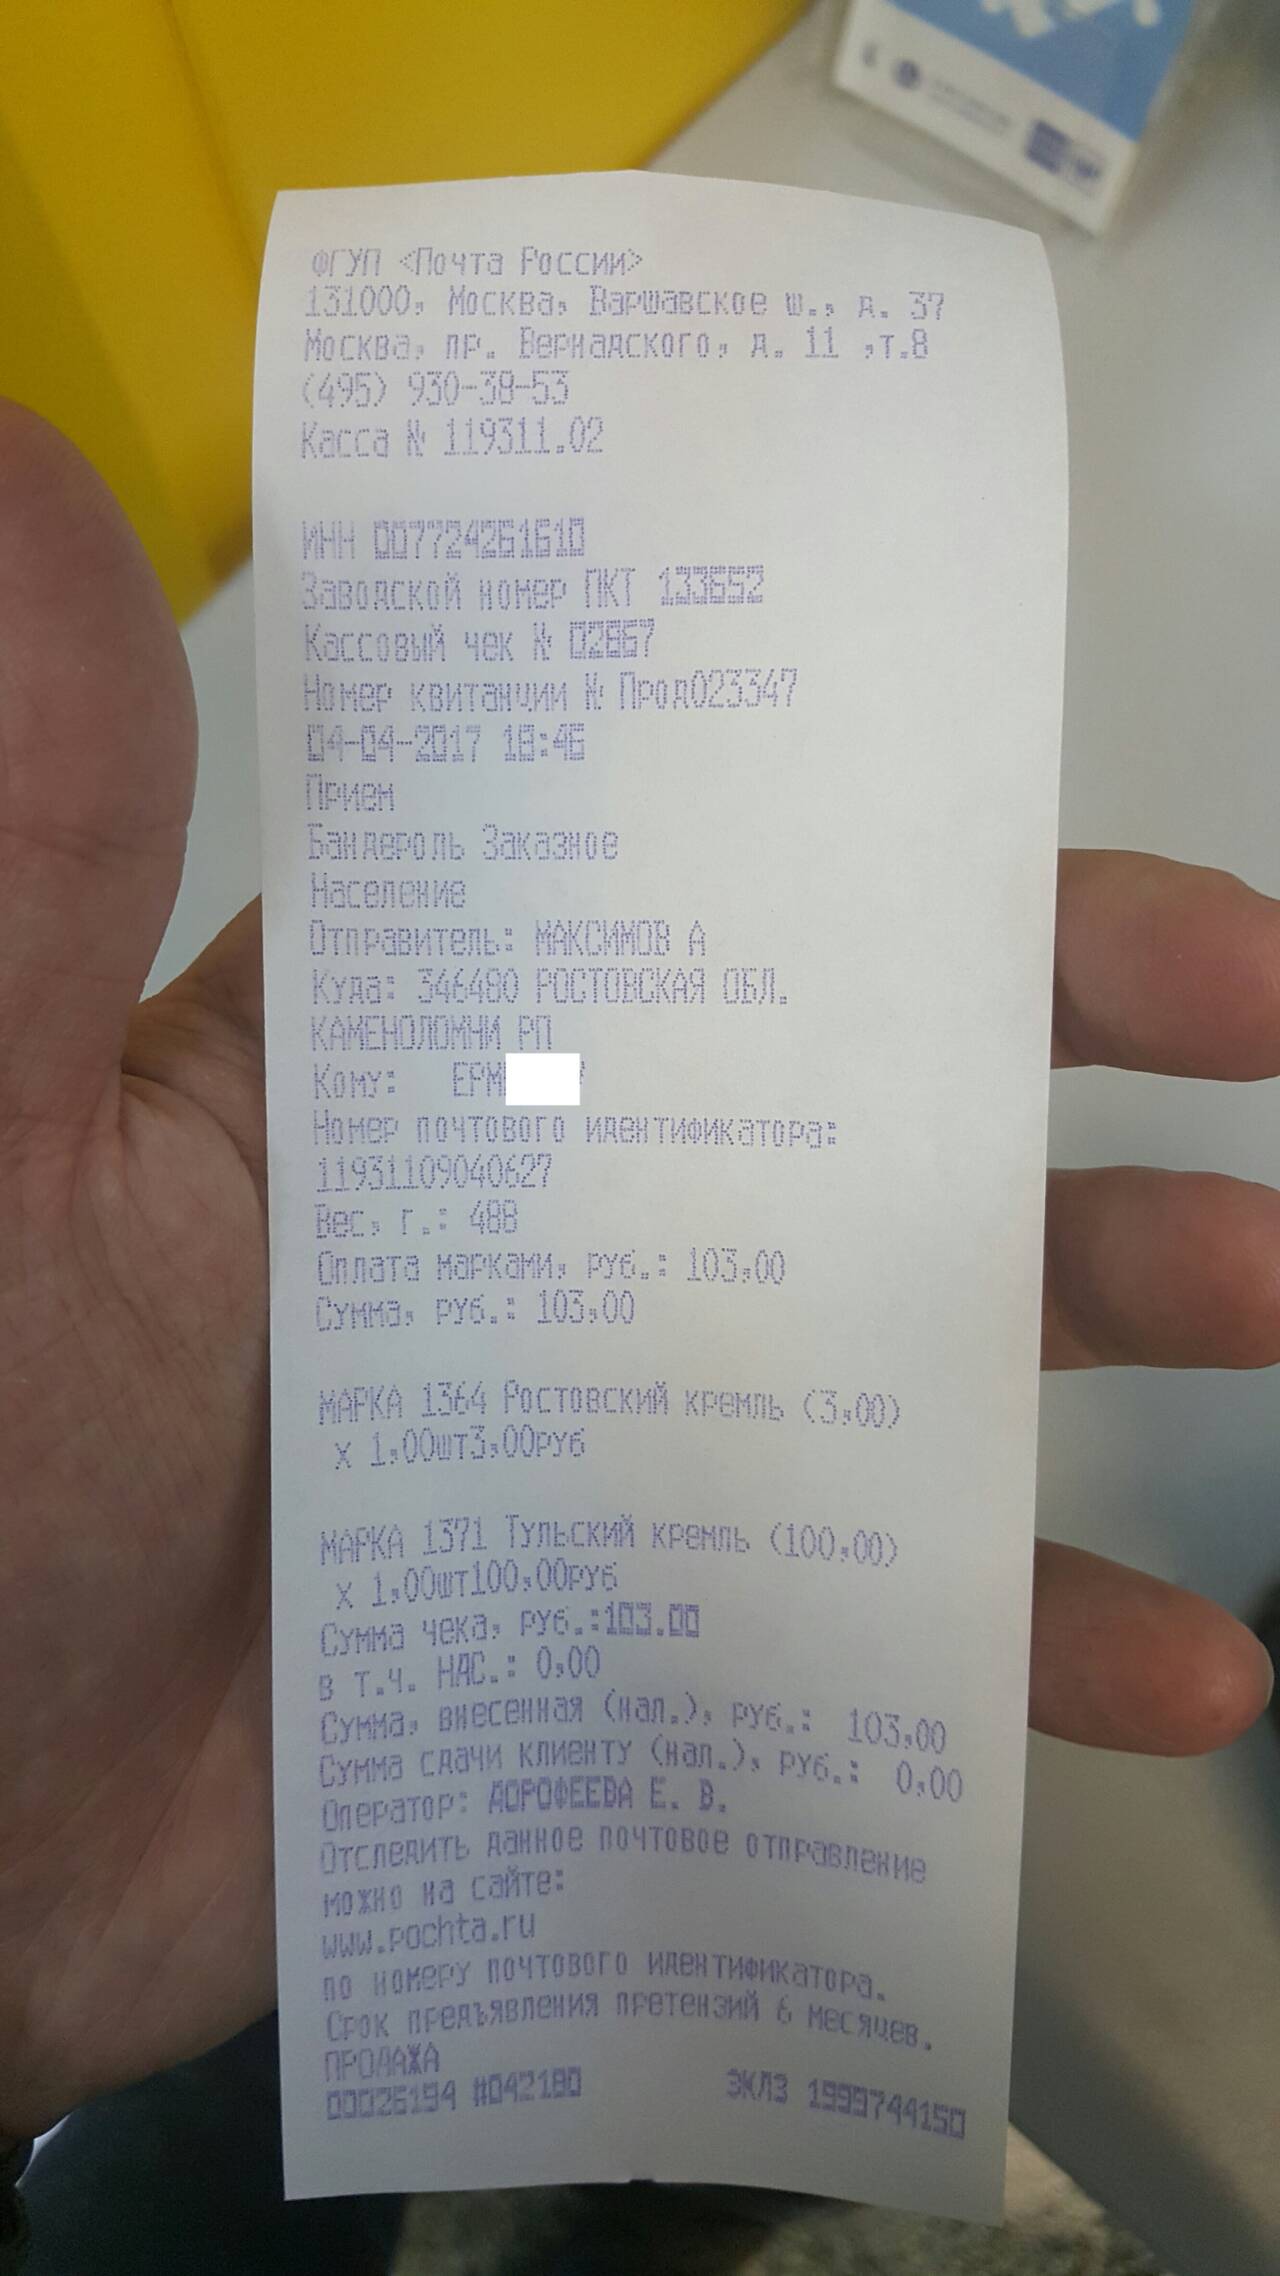 ФГУП <Почта России>
131000, Москва, Варшавское ш., д. 37
Москва, пр. Вернадского, д. 11 ,т.8
(495) 930-38-53
Касса № 119311.02
ИНН 007724261610
Заводской номер ПКТ 133652
Кассовый чек № 02867
Номер квитанции № Прод023347
04-04-2017 18:46
Прием
Бандероль Заказное
Население
Отправитель: МАКСИМОВ А
Куда: 346480 РОСТОВСКАЯ ОБЛ.
КАМЕНОЛОМНИ РП
Кому: ЕРМ
Номер почтового идентификатора:
11931109040627
Вес, г.: 488
Оплата марками, руб.: 103,00
Сумма, руб.: 103,00
МАРКА 1364 Ростовский кремль (3,00)
х 1,00шт3,00руб
МАРКА 1371 Тульский кремль (100,00)
х 1,00шт100,00руб
Сумма чека, руб.:103.00
в т.ч. НДС.: 0,00
Сумма, внесенная (нал.), руб.: 103,00
Сумма сдачи клиенту (нал.), руб.: 0,00
Оператор: ДОРОФЕЕВА Е. В.
Отследить данное почтовое отправление
можно на сайте:
www.pochta.ru
по номеру почтового идентификатора.
Срок предъявления претензий 6 месяцев.
ПРОДАЖА
00026194 #042180 ЭКЛЗ 1999744150